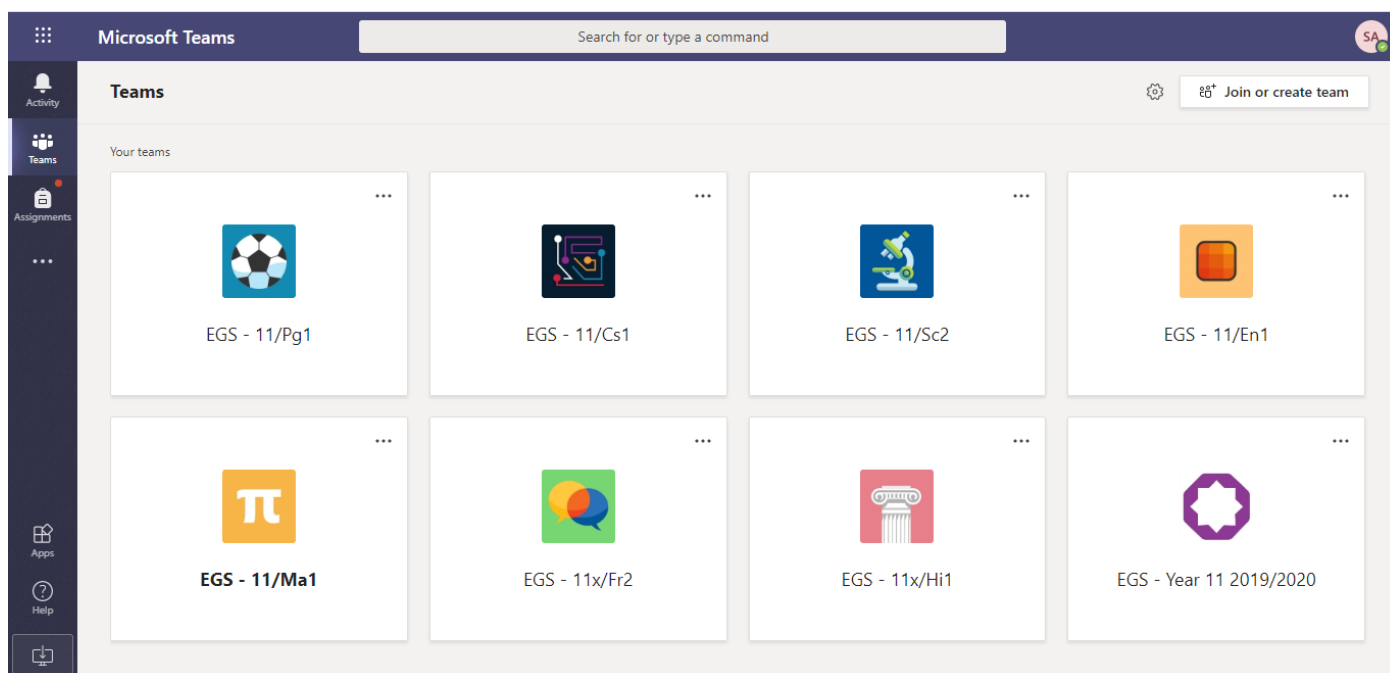 Microsoft Teams
Search for or type a command
SA
Activity
Teams
Assignments
Apps
Help
Teams
Join or create team
Your teams
EGS - 11/Pg1
EGS - 11/Cs1
EGS - 11/Sc2
EGS - 11/En1
π
EGS - 11/Ma1
EGS - 11x/Fr2
EGS - 11x/Hi1
EGS - Year 11 2019/2020